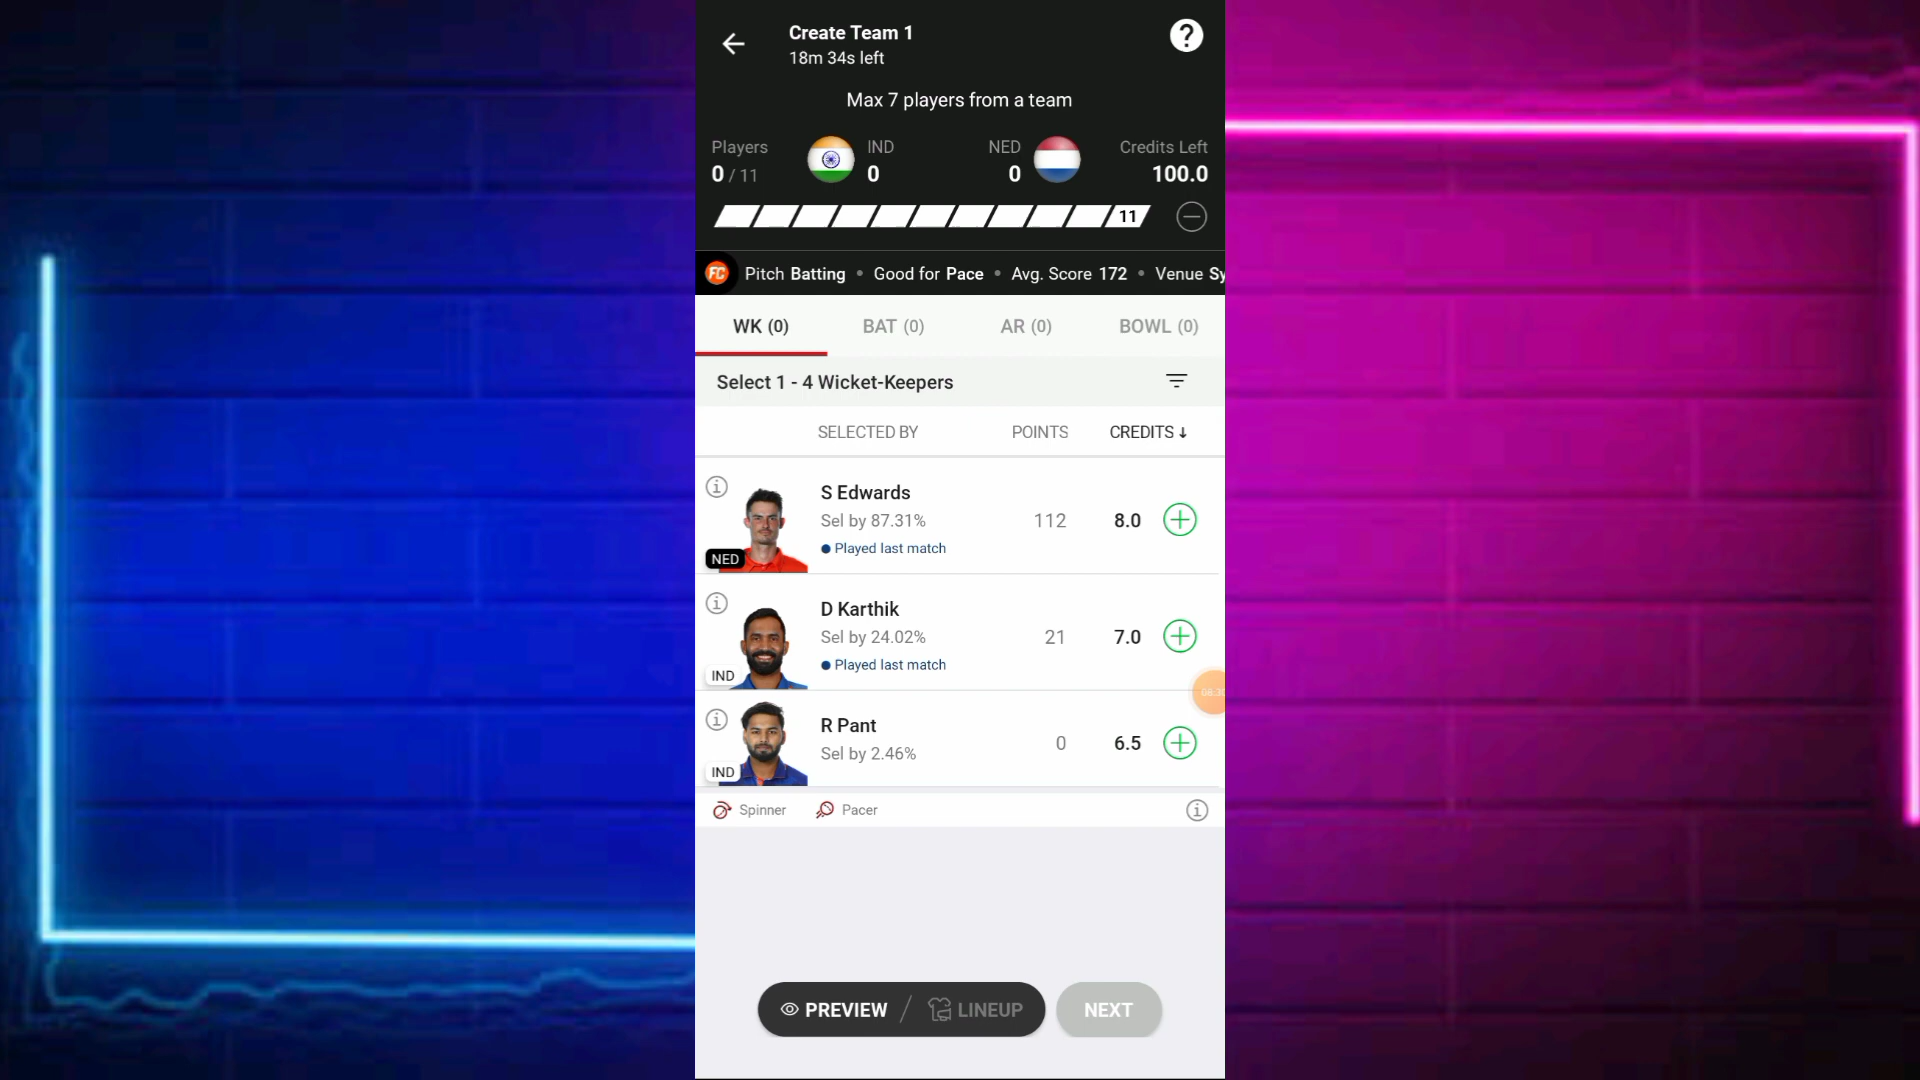 Create Team 1
18m 34s left
Max 7 players from a team
Players IND NED Credits Left
0 / 11 0 0 100.0
11
FC Pitch Batting • Good for Pace • Avg. Score 172 • Venue Sy
WK (0) BAT (0) AR (0) BOWL (0)
Select 1 - 4 Wicket-Keepers
SELECTED BY POINTS CREDITS ↓
S Edwards
Sel by 87.31% 112 8.0
Played last match
NED
D Karthik
Sel by 24.02% 21 7.0
Played last match
IND
R Pant
Sel by 2.46% 0 6.5
IND
Spinner Pacer
PREVIEW / LINEUP NEXT